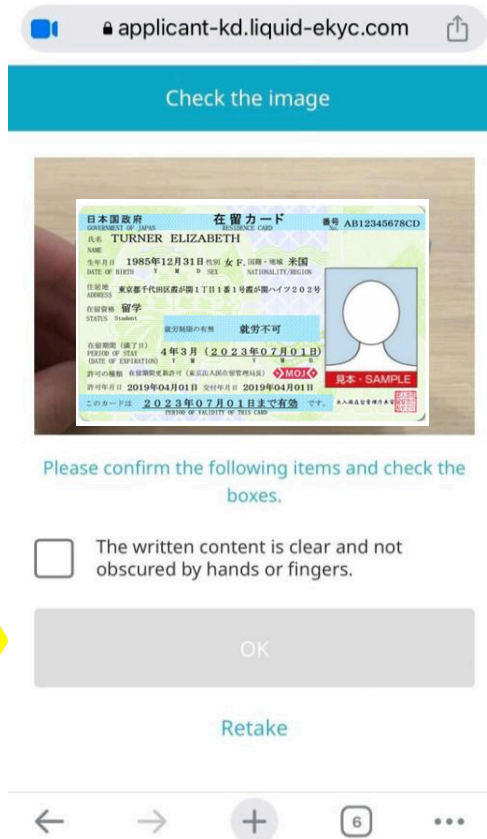 applicant-kd.liquid-ekyc.com
Check the image
日本国政府 在留カード 番号 AB12345678CD
GOVERNMENT OF JAPAN RESIDENCE CARD No.
氏名 TURNER ELIZABETH
NAME
生年月日 1985年12月31日 性別 女 F. 国籍・地域 米国
DATE OF BIRTH Y M D SEX NATIONALITY/REGION
住居地 東京都千代田区霞が関1丁目1番1号霞が関ハイツ202号
ADDRESS
在留資格 留学
STATUS Student
就労制限の有無 就労不可
在留期間（満了日） 4年3月（2023年07月01日）
PERIOD OF STAY
(DATE OF EXPIRATION) Y M Y M D
許可の種類 在留期間更新許可（東京出入国在留管理局長） MOJ
許可年月日 2019年04月01日 交付年月日 2019年04月01日
見本・SAMPLE
このカードは 2023年07月01日まで有効 です。
PERIOD OF VALIDITY OF THIS CARD
Please confirm the following items and check the
boxes.
The written content is clear and not
obscured by hands or fingers.
OK
Retake
6